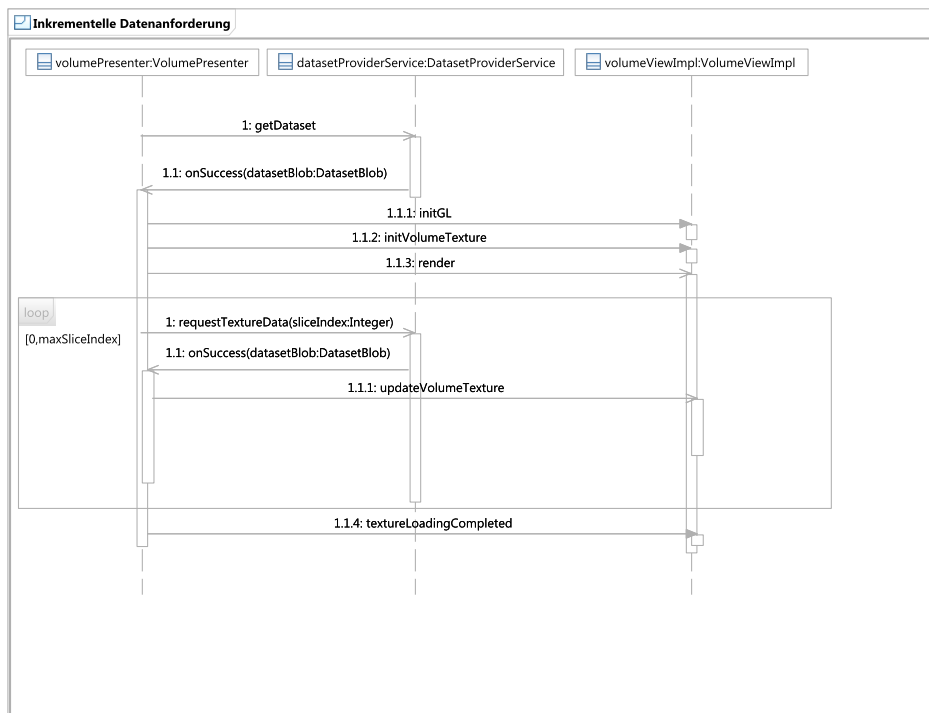 Inkrementelle Datenanforderung
volumePresenter:VolumePresenter
datasetProviderService:DatasetProviderService
volumeViewImpl:VolumeViewImpl
1: getDataset
1.1: onSuccess(datasetBlob:DatasetBlob)
1.1.1: initGL
1.1.2: initVolumeTexture
1.1.3: render
loop
1: requestTextureData(sliceIndex:Integer)
[0,maxSliceIndex]
1.1: onSuccess(datasetBlob:DatasetBlob)
1.1.1: updateVolumeTexture
1.1.4: textureLoadingCompleted